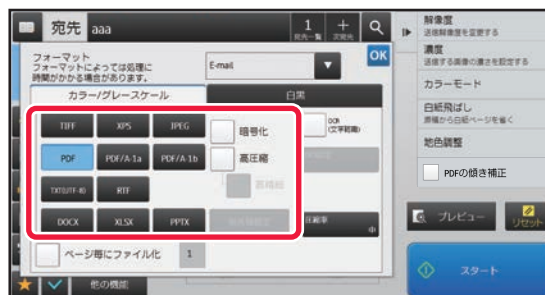 宛先 aaa
1
宛先一覧
+
次宛先
フォーマット
フォーマットによっては処理に
時間がかかる場合があります。
E-mail
OK
カラー/グレースケール
白黒
TIFF
XPS
JPEG
暗号化
OCR
(文字認識)
PDF
PDF/A-1a
PDF/A-1b
高圧縮
高精細
TXT(UTF-8)
RTF
DOCX
XLSX
PPTX
圧縮率
中
ページ毎にファイル化
1
他の機能
解像度
送信解像度を変更する
濃度
送信する画像の濃さを設定する
カラーモード
白紙飛ばし
原稿から白紙ページを省く
地色調整
PDFの傾き補正
プレビュー
リセット
スタート